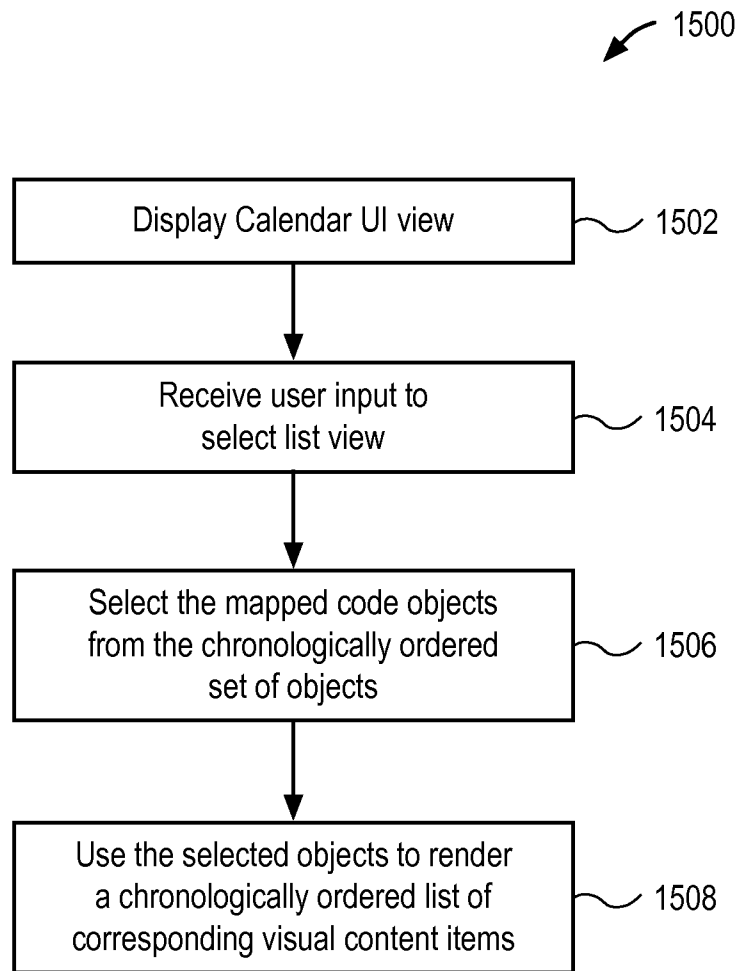 1500
Display Calendar UI view
1502
Receive user input to
select list view
1504
Select the mapped code objects
from the chronologically ordered
set of objects
1506
Use the selected objects to render
a chronologically ordered list of
corresponding visual content items
1508